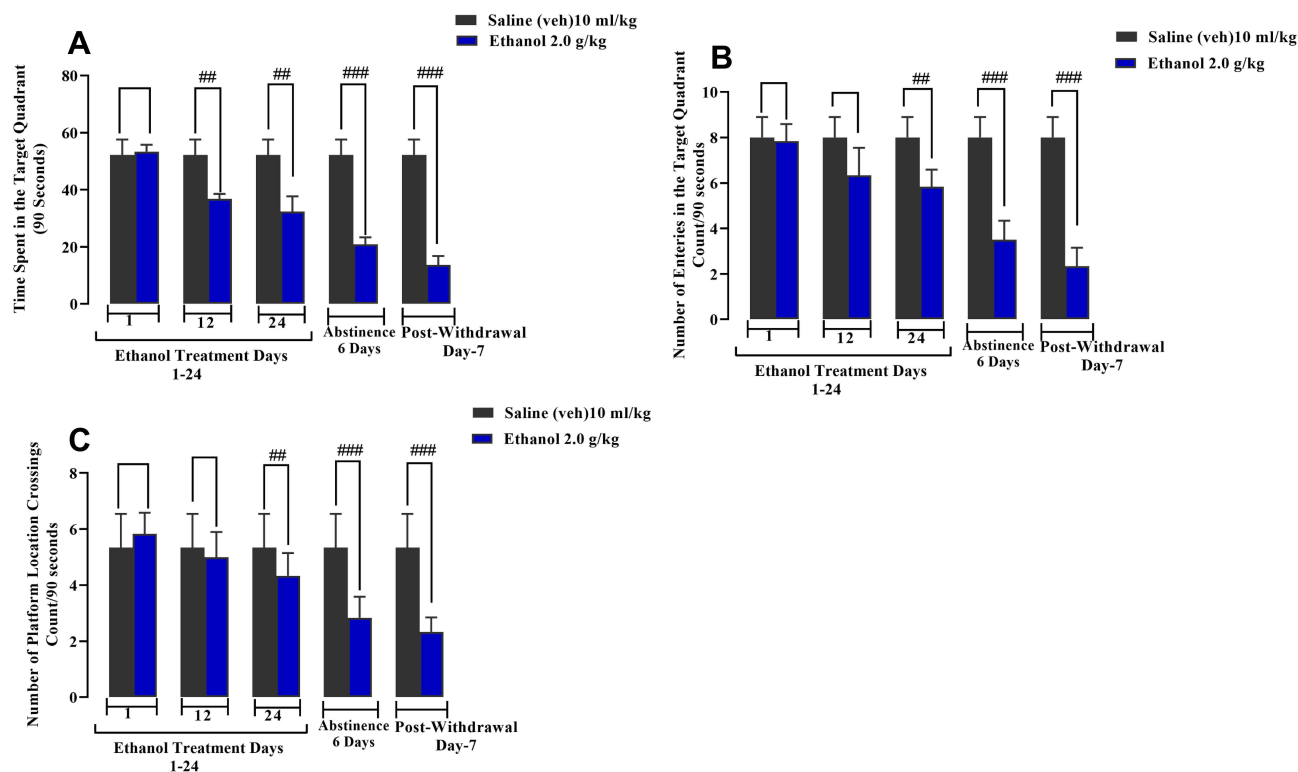 A
Saline (veh)10 ml/kg
Ethanol 2.0 g/kg
Time Spent in the Target Quadrant
(90 Seconds)
80
60
40
20
0
##
##
###
###
1
12
24
Ethanol Treatment Days
1-24
Abstinence
6 Days
Post-Withdrawal
Day-7
B
Saline (veh)10 ml/kg
Ethanol 2.0 g/kg
Number of Enteries in the Target Quadrant
Count/90 seconds
10
8
6
4
2
0
##
###
###
1
12
24
Ethanol Treatment Days
1-24
Abstinence
6 Days
Post-Withdrawal
Day-7
C
Saline (veh)10 ml/kg
Ethanol 2.0 g/kg
Number of Platform Location Crossings
Count/90 seconds
8
6
4
2
0
##
###
###
1
12
24
Ethanol Treatment Days
1-24
Abstinence
6 Days
Post-Withdrawal
Day-7